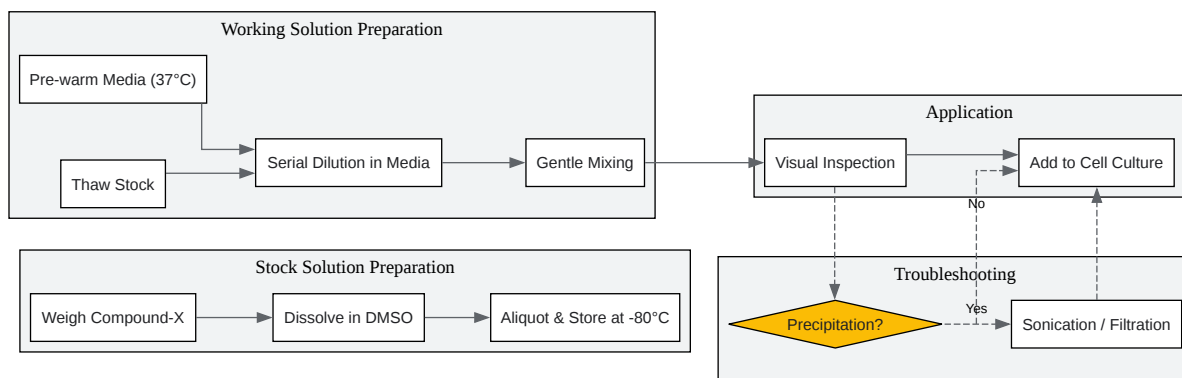 Working Solution Preparation
Pre-warm Media (37°C)
Thaw Stock
Serial Dilution in Media
Gentle Mixing
Application
Visual Inspection
Add to Cell Culture
No
Stock Solution Preparation
Weigh Compound-X
Dissolve in DMSO
Aliquot & Store at -80°C
Troubleshooting
Precipitation?
Yes
Sonication / Filtration